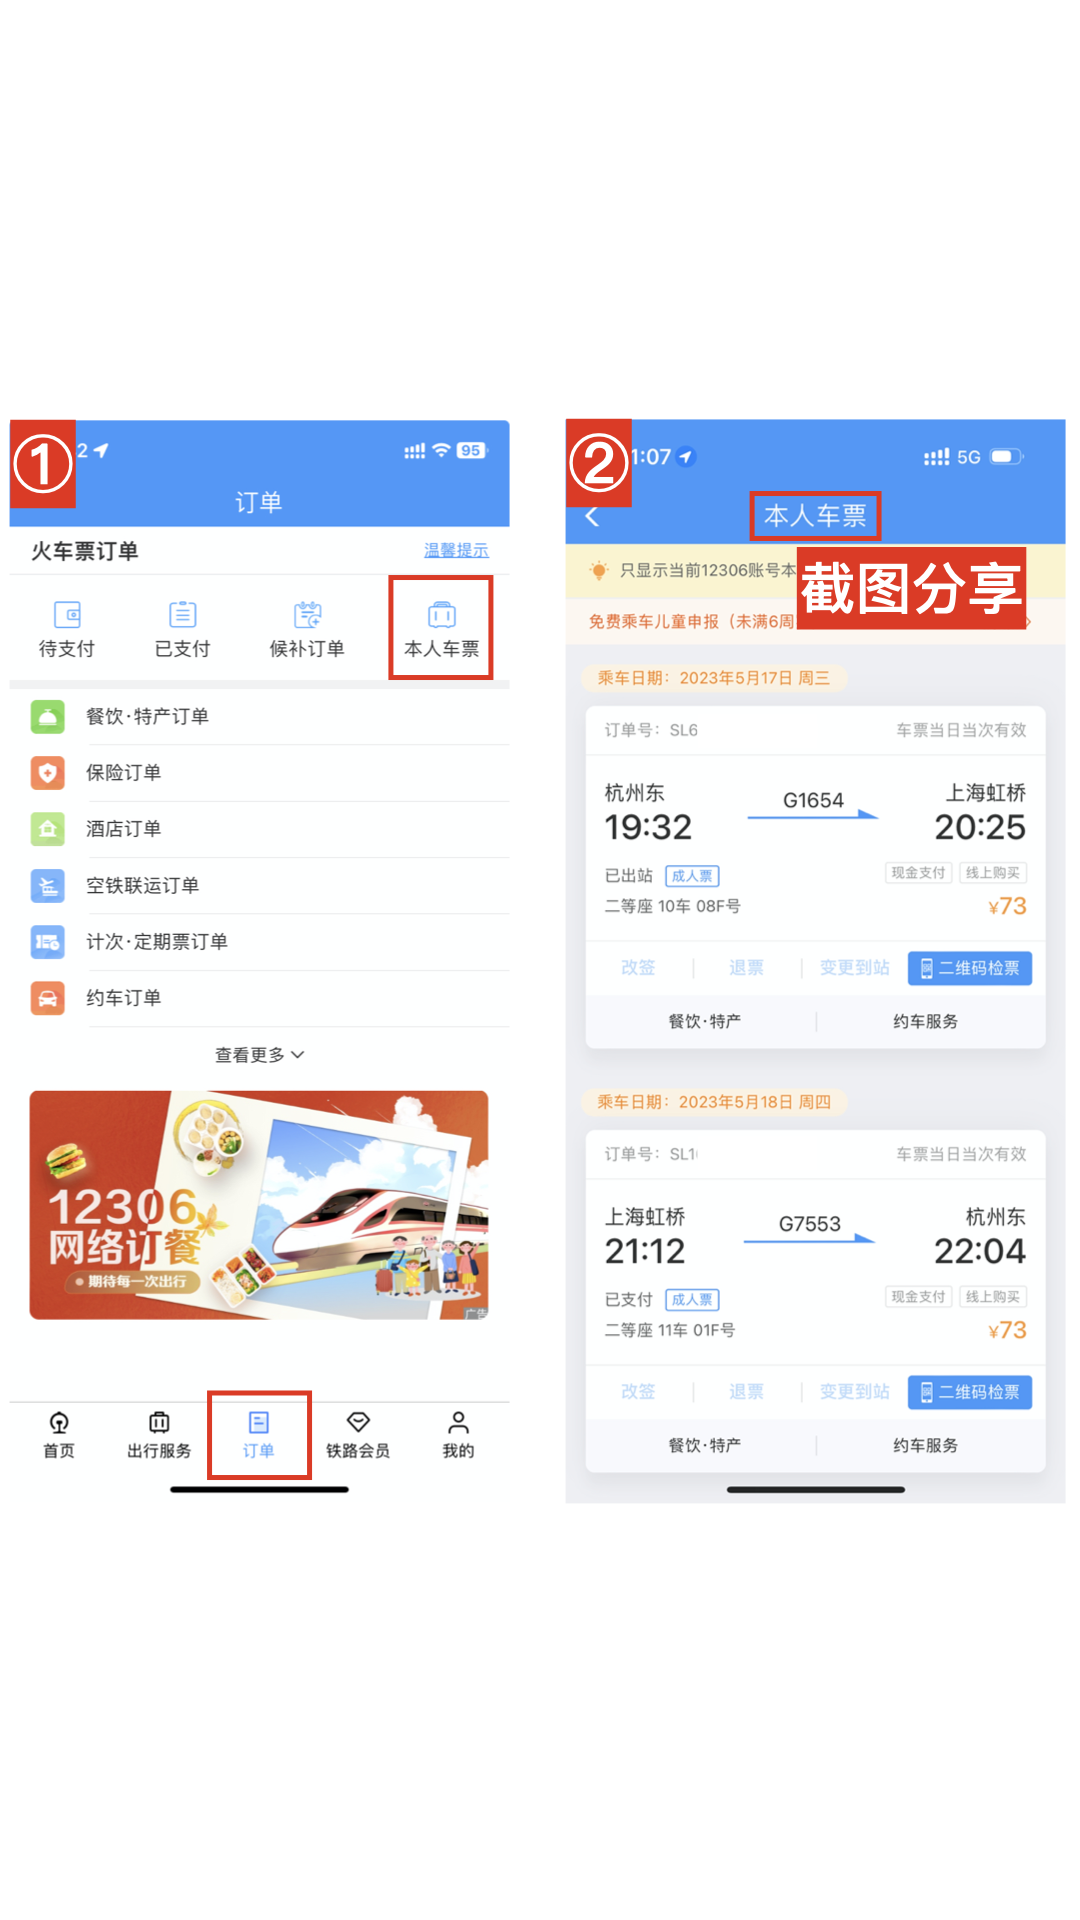 ①
2
95
订单
火车票订单
温馨提示
待支付
已支付
候补订单
本人车票
餐饮·特产订单
保险订单
酒店订单
空铁联运订单
计次·定期票订单
约车订单
查看更多
12306
网络订餐
期待每一次出行
广告
首页
出行服务
订单
铁路会员
我的
②
1:07
5G
本人车票
只显示当前12306账号本
截图分享
免费乘车儿童申报（未满6周
乘车日期：2023年5月17日 周三
订单号：SL6
车票当日当次有效
杭州东
G1654
上海虹桥
19:32
20:25
已出站
成人票
现金支付
线上购买
二等座 10车 08F号
¥73
改签
退票
变更到站
二维码检票
餐饮·特产
约车服务
乘车日期：2023年5月18日 周四
订单号：SL1
车票当日当次有效
上海虹桥
G7553
杭州东
21:12
22:04
已支付
成人票
现金支付
线上购买
二等座 11车 01F号
¥73
改签
退票
变更到站
二维码检票
餐饮·特产
约车服务